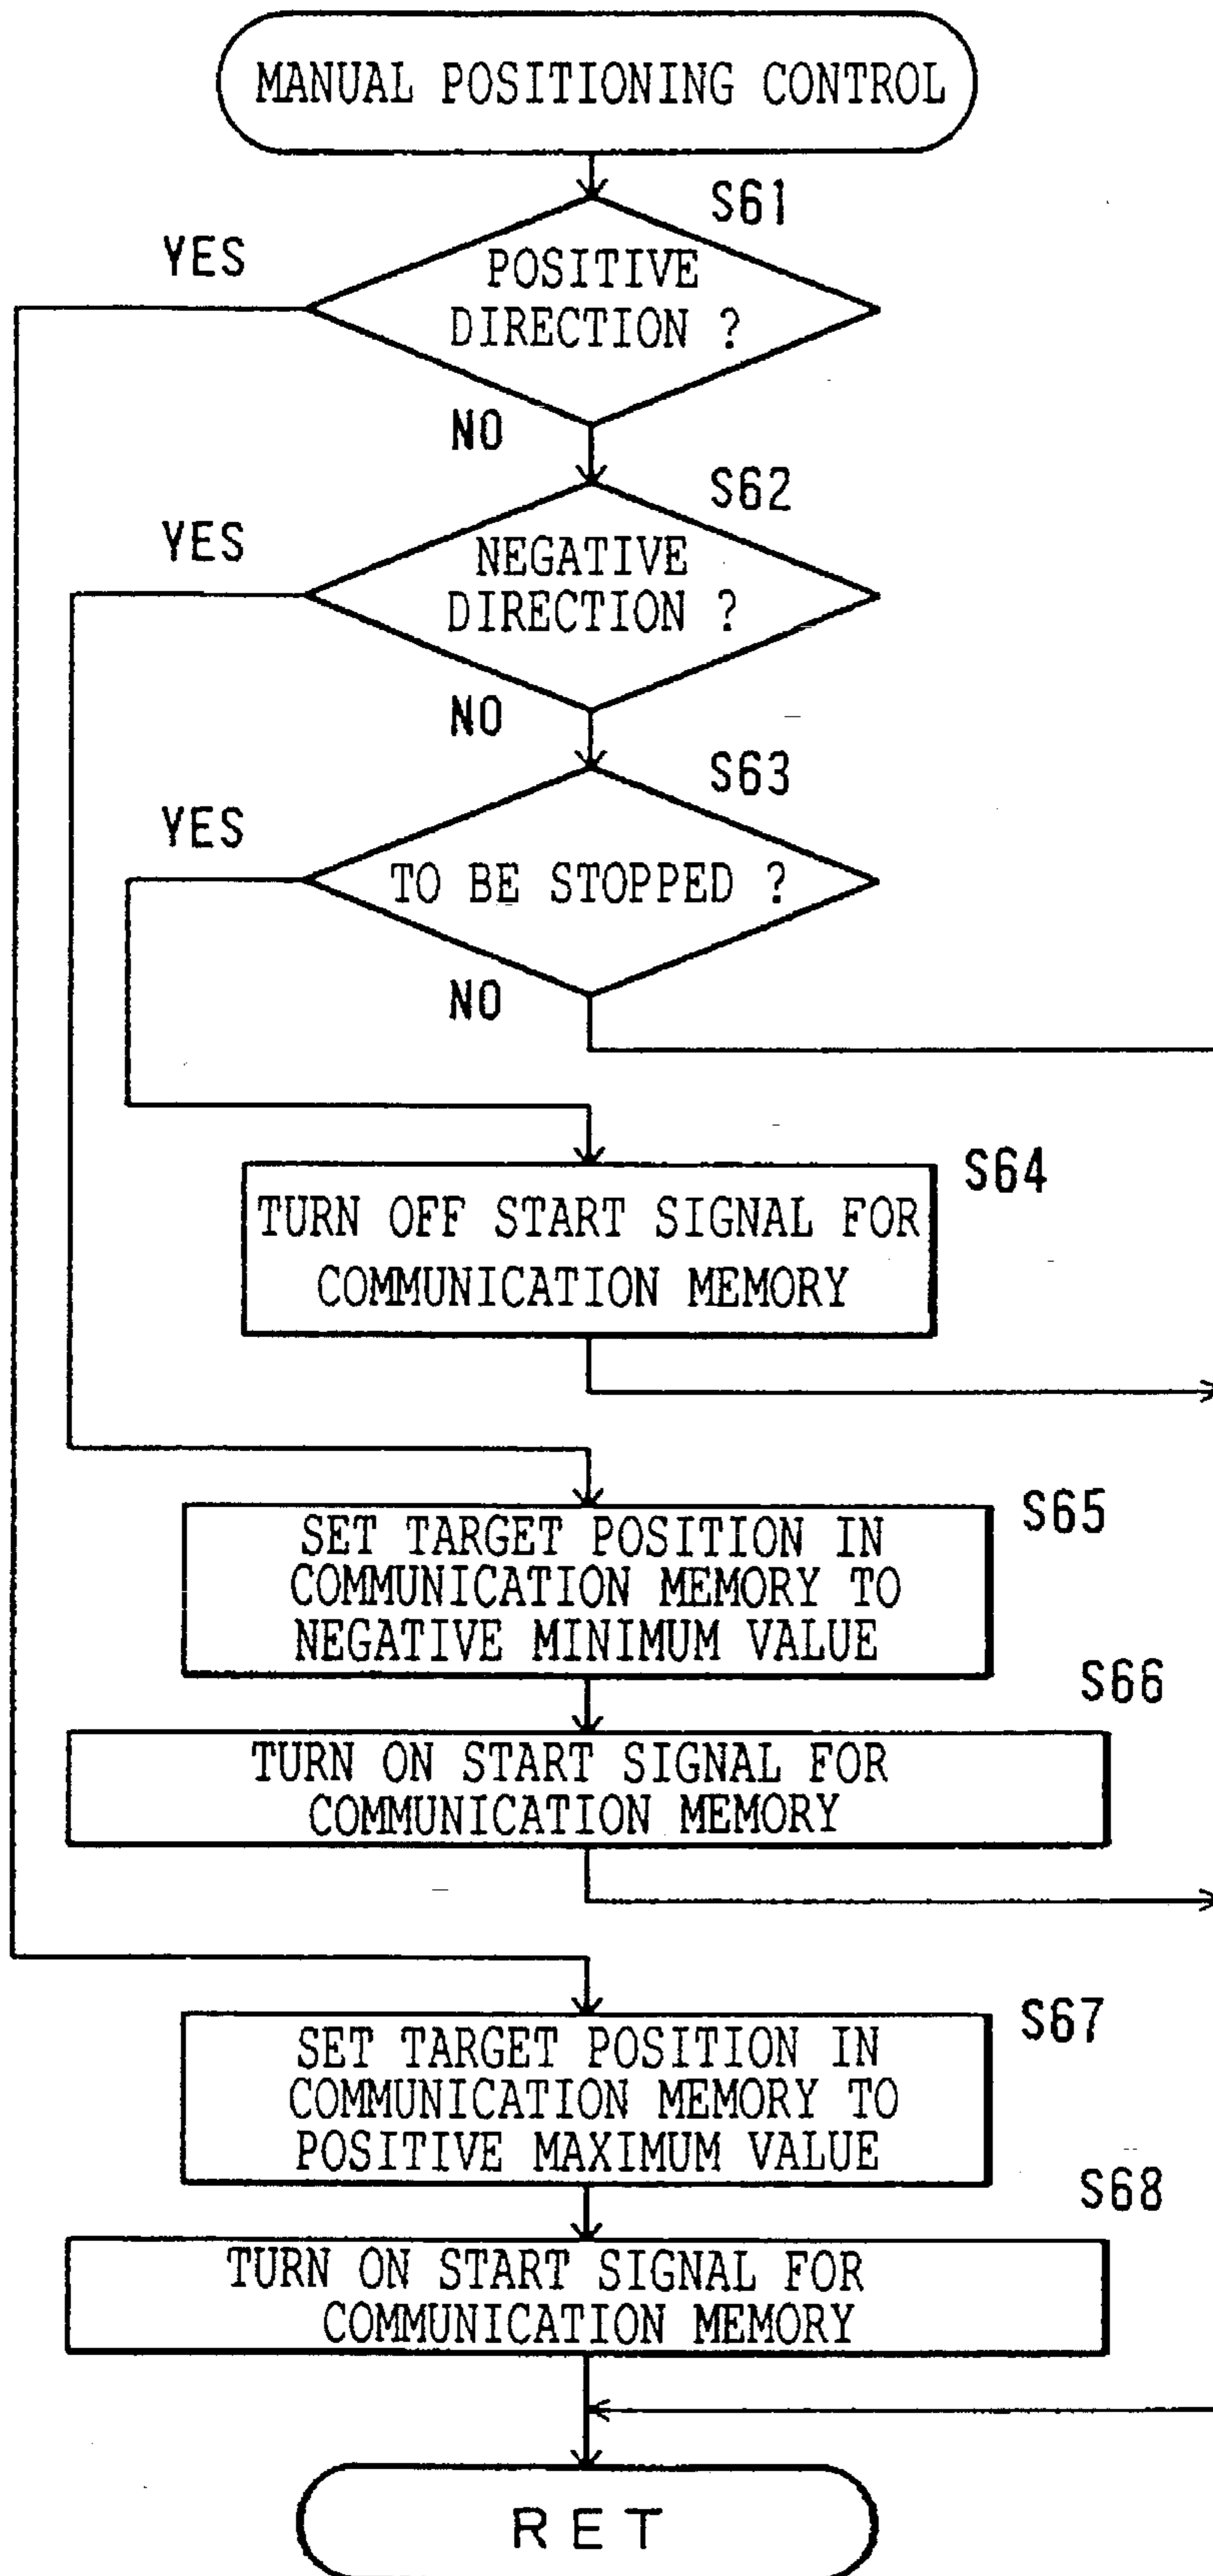 MANUAL POSITIONING CONTROL
S61
YES
POSITIVE
DIRECTION ?
NO
S62
YES
NEGATIVE
DIRECTION ?
NO
S63
YES
TO BE STOPPED ?
NO
S64
TURN OFF START SIGNAL FOR
COMMUNICATION MEMORY
S65
SET TARGET POSITION IN
COMMUNICATION MEMORY TO
NEGATIVE MINIMUM VALUE
S66
TURN ON START SIGNAL FOR
COMMUNICATION MEMORY
S67
SET TARGET POSITION IN
COMMUNICATION MEMORY TO
POSITIVE MAXIMUM VALUE
S68
TURN ON START SIGNAL FOR
COMMUNICATION MEMORY
RET